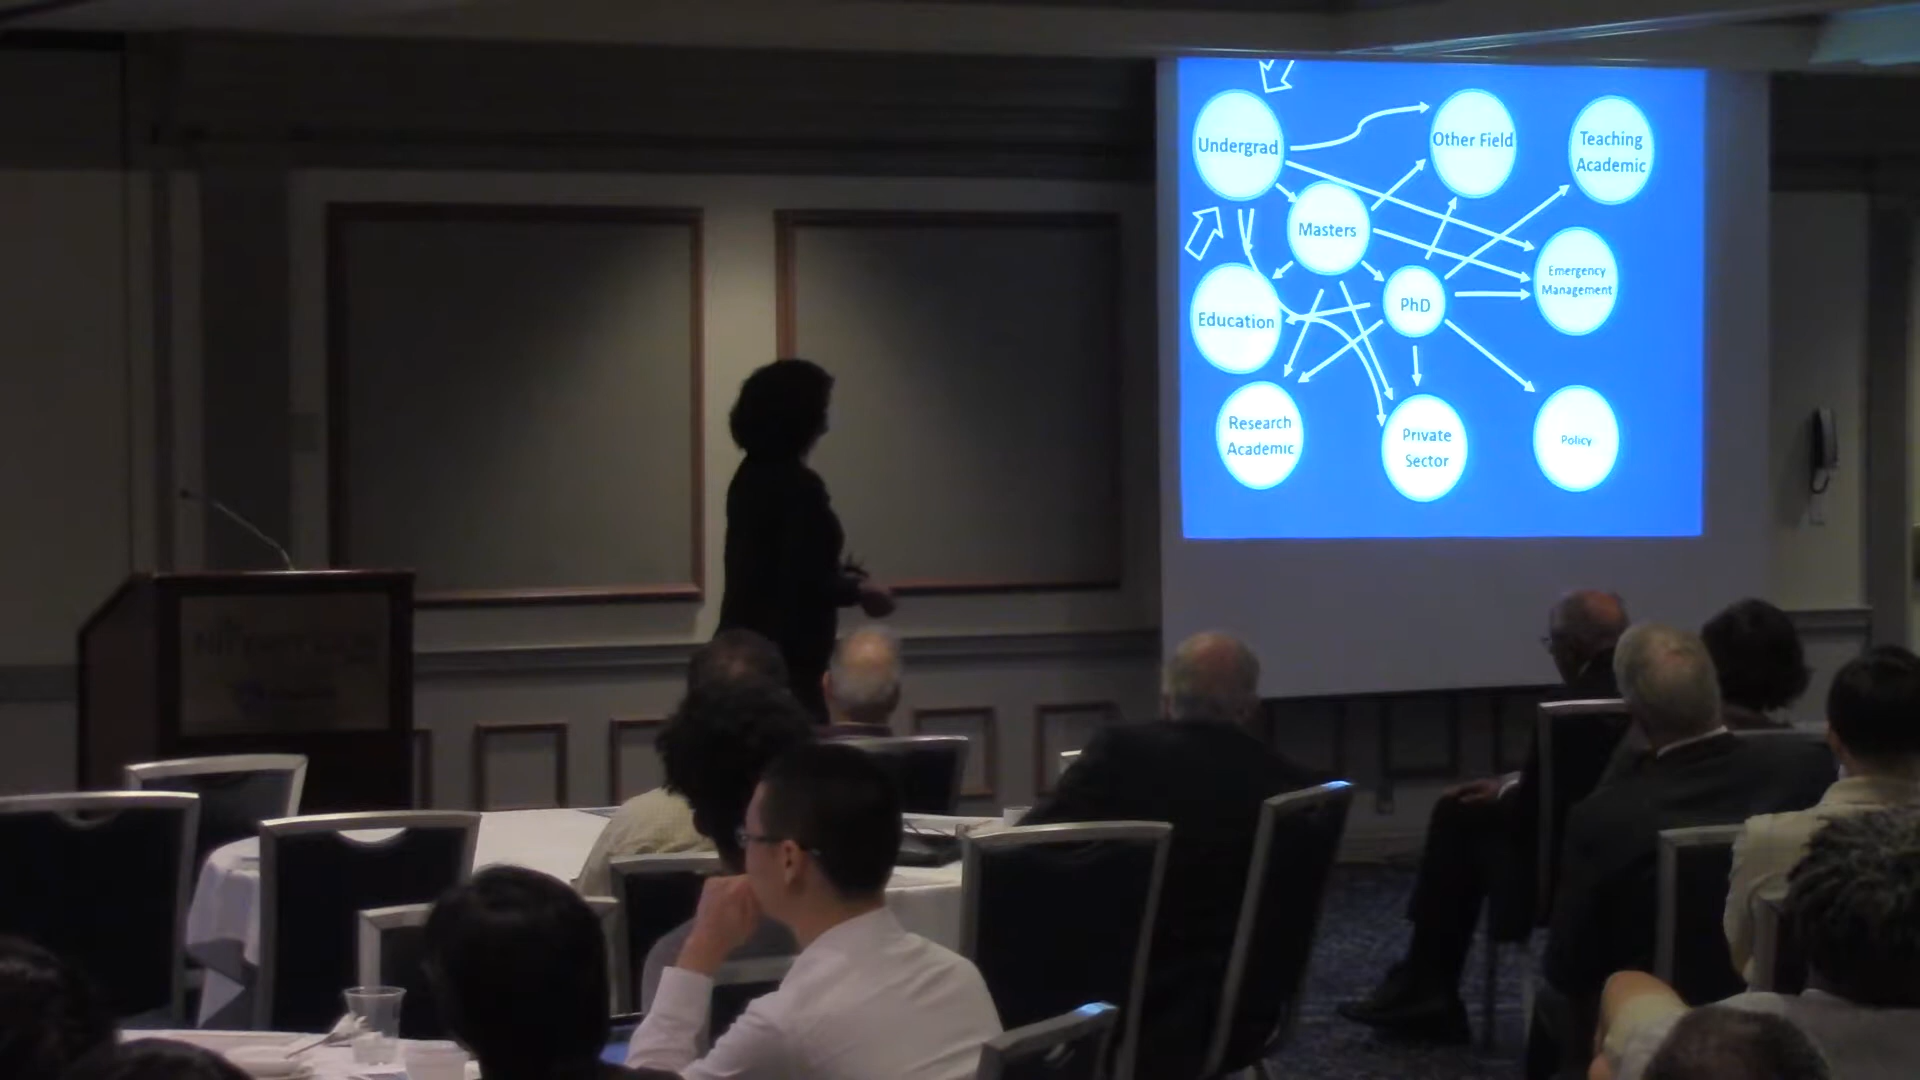 Undergrad
Other Field
Teaching
Academic
Masters
Emergency
Management
PhD
Education
Research
Academic
Private
Sector
Policy